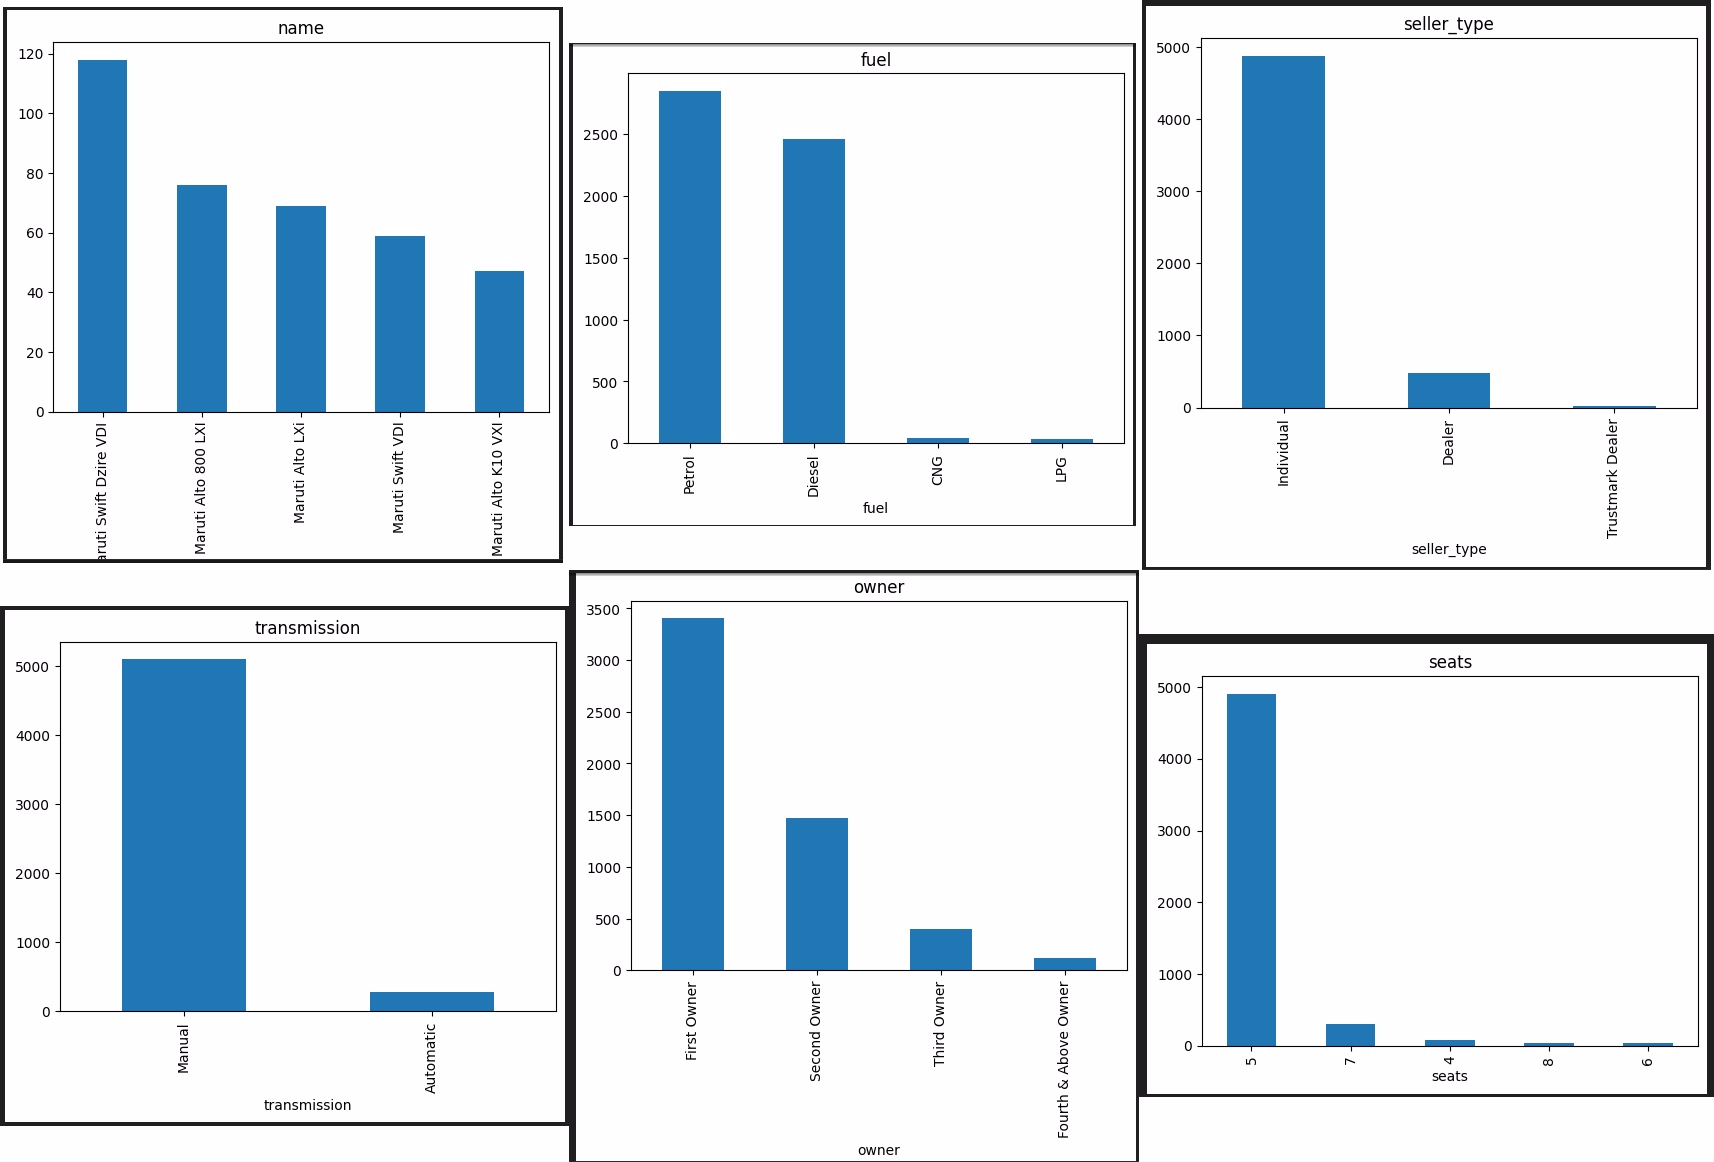 name
120
100
80
60
40
20
0
aruti Swift Dzire VDI
Maruti Alto 800 LXI
Maruti Alto LXi
Maruti Swift VDI
Maruti Alto K10 VXI
fuel
2500
2000
1500
1000
500
0
Petrol
Diesel
CNG
LPG
fuel
seller_type
5000
4000
3000
2000
1000
0
Individual
Dealer
Trustmark Dealer
seller_type
transmission
5000
4000
3000
2000
1000
0
Manual
Automatic
transmission
owner
3500
3000
2500
2000
1500
1000
500
0
First Owner
Second Owner
Third Owner
Fourth & Above Owner
owner
seats
5000
4000
3000
2000
1000
0
5
7
4
8
6
seats